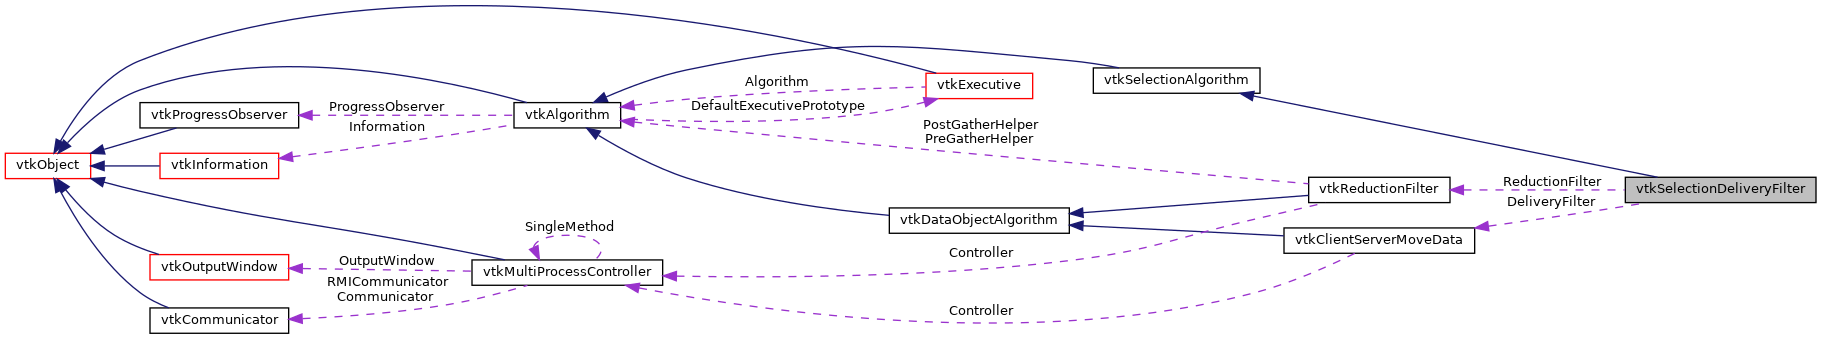 vtkSelectionAlgorithm
Algorithm
vtkExecutive
DefaultExecutivePrototype
ProgressObserver
vtkProgressObserver
vtkAlgorithm
Information
PostGatherHelper
PreGatherHelper
vtkObject
vtkInformation
ReductionFilter
vtkReductionFilter
vtkSelectionDeliveryFilter
DeliveryFilter
vtkDataObjectAlgorithm
SingleMethod
vtkClientServerMoveData
Controller
OutputWindow
vtkOutputWindow
vtkMultiProcessController
RMICommunicator
Communicator
Controller
vtkCommunicator